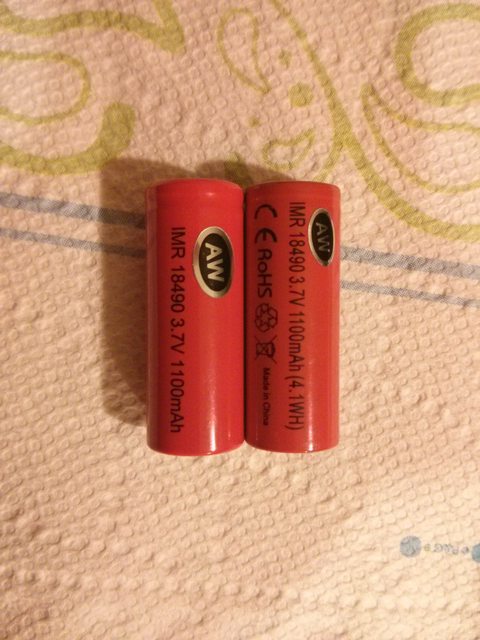 AW
IMR 18490 3.7V 1100mAh
AW
IMR 18490 3.7V 1100mAh (4.1WH)
CE RoHS Made in China